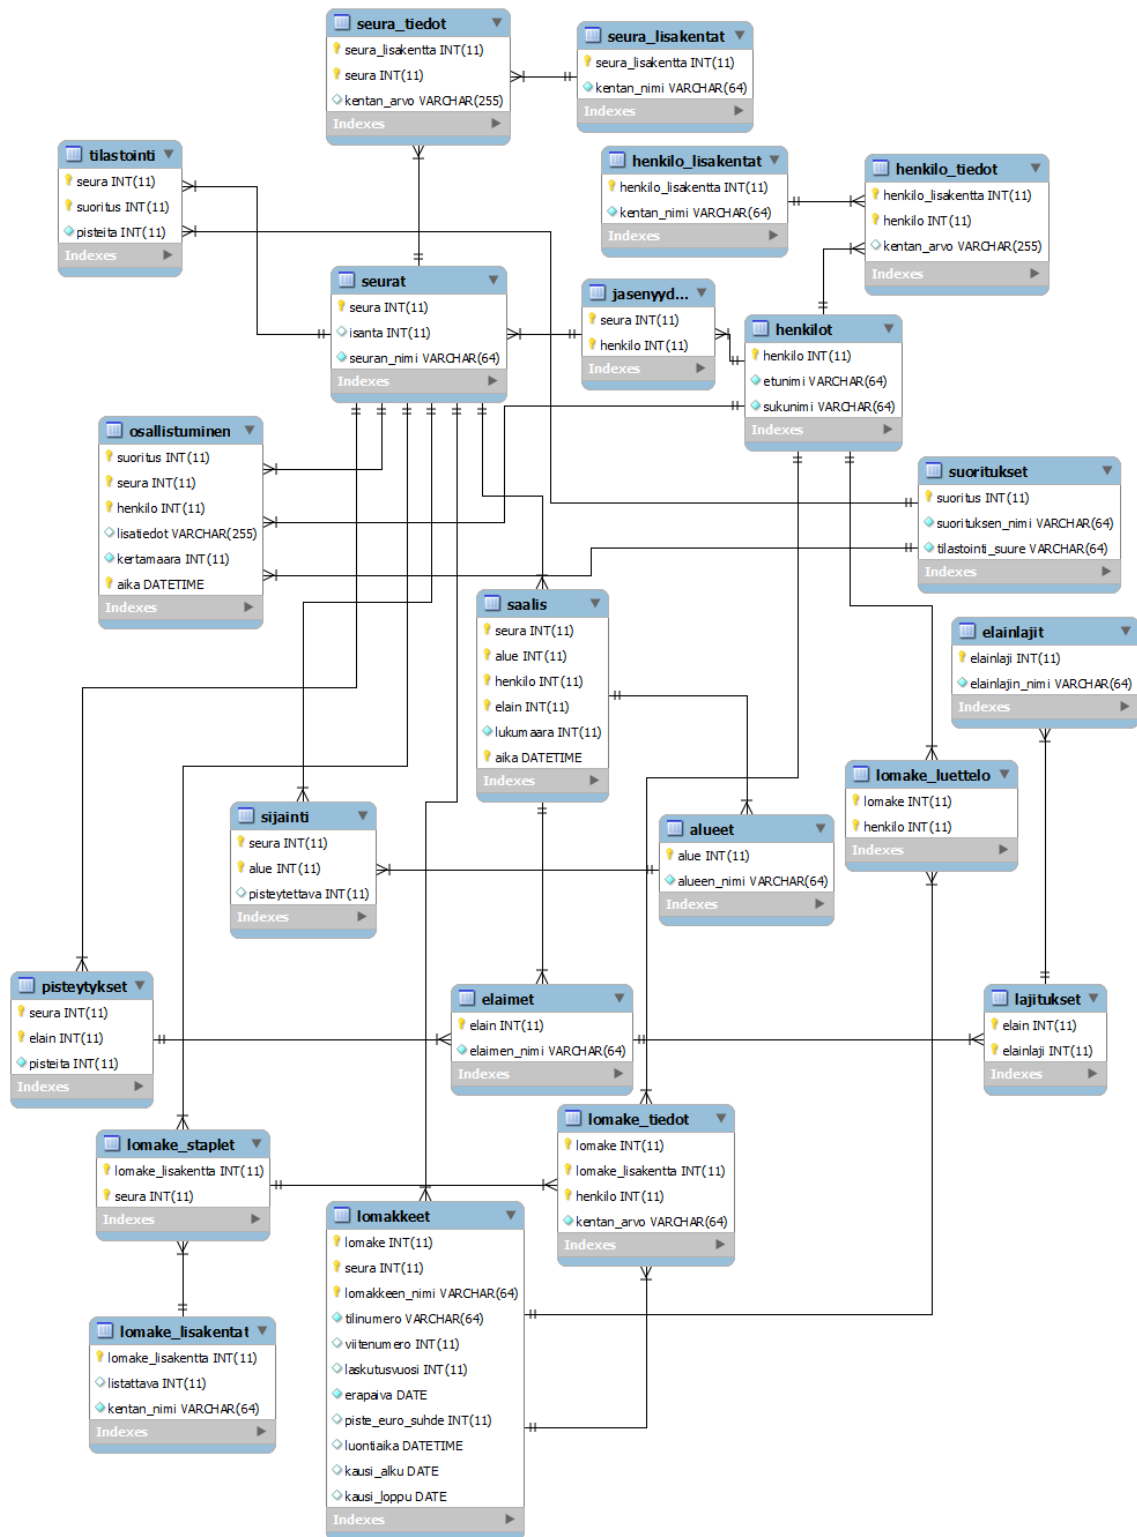 seura_tiedot
seura_lisakentta INT(11)
seura INT(11)
kentan_arvo VARCHAR(255)
Indexes
seura_lisakentat
seura_lisakentta INT(11)
kentan_nimi VARCHAR(64)
Indexes
tilastointi
seura INT(11)
suoritus INT(11)
pisteita INT(11)
Indexes
henkilo_lisakentat
henkilo_lisakentta INT(11)
kentan_nimi VARCHAR(64)
Indexes
henkilo_tiedot
henkilo_lisakentta INT(11)
henkilo INT(11)
kentan_arvo VARCHAR(255)
Indexes
seurat
seura INT(11)
isanta INT(11)
seuran_nimi VARCHAR(64)
Indexes
jasenyyd...
seura INT(11)
henkilo INT(11)
Indexes
henkilot
henkilo INT(11)
etunimi VARCHAR(64)
sukunimi VARCHAR(64)
Indexes
osallistuminen
suoritus INT(11)
seura INT(11)
henkilo INT(11)
lisatiedot VARCHAR(255)
kertamaara INT(11)
aika DATETIME
Indexes
suoritukset
suoritus INT(11)
suorituksen_nimi VARCHAR(64)
tilastointi_suure VARCHAR(64)
Indexes
saalis
seura INT(11)
alue INT(11)
henkilo INT(11)
elain INT(11)
lukumaara INT(11)
aika DATETIME
Indexes
elainlajit
elainlaji INT(11)
elainlajin_nimi VARCHAR(64)
Indexes
lomake_luettelo
lomake INT(11)
henkilo INT(11)
Indexes
sijainti
seura INT(11)
alue INT(11)
pisteytettava INT(11)
Indexes
alueet
alue INT(11)
alueen_nimi VARCHAR(64)
Indexes
pisteytykset
seura INT(11)
elain INT(11)
pisteita INT(11)
Indexes
elaimet
elain INT(11)
elaimen_nimi VARCHAR(64)
Indexes
lajitukset
elain INT(11)
elainlaji INT(11)
Indexes
lomake_staplet
lomake_lisakentta INT(11)
seura INT(11)
Indexes
lomake_tiedot
lomake INT(11)
lomake_lisakentta INT(11)
henkilo INT(11)
kentan_arvo VARCHAR(64)
Indexes
lomakkeet
lomake INT(11)
seura INT(11)
lomakkeen_nimi VARCHAR(64)
tilinumero VARCHAR(64)
viitenumero INT(11)
laskutusvuosi INT(11)
erapaiva DATE
piste_euro_suhde INT(11)
luontiaika DATETIME
kausi_alku DATE
kausi_loppu DATE
Indexes
lomake_lisakentat
lomake_lisakentta INT(11)
listattava INT(11)
kentan_nimi VARCHAR(64)
Indexes